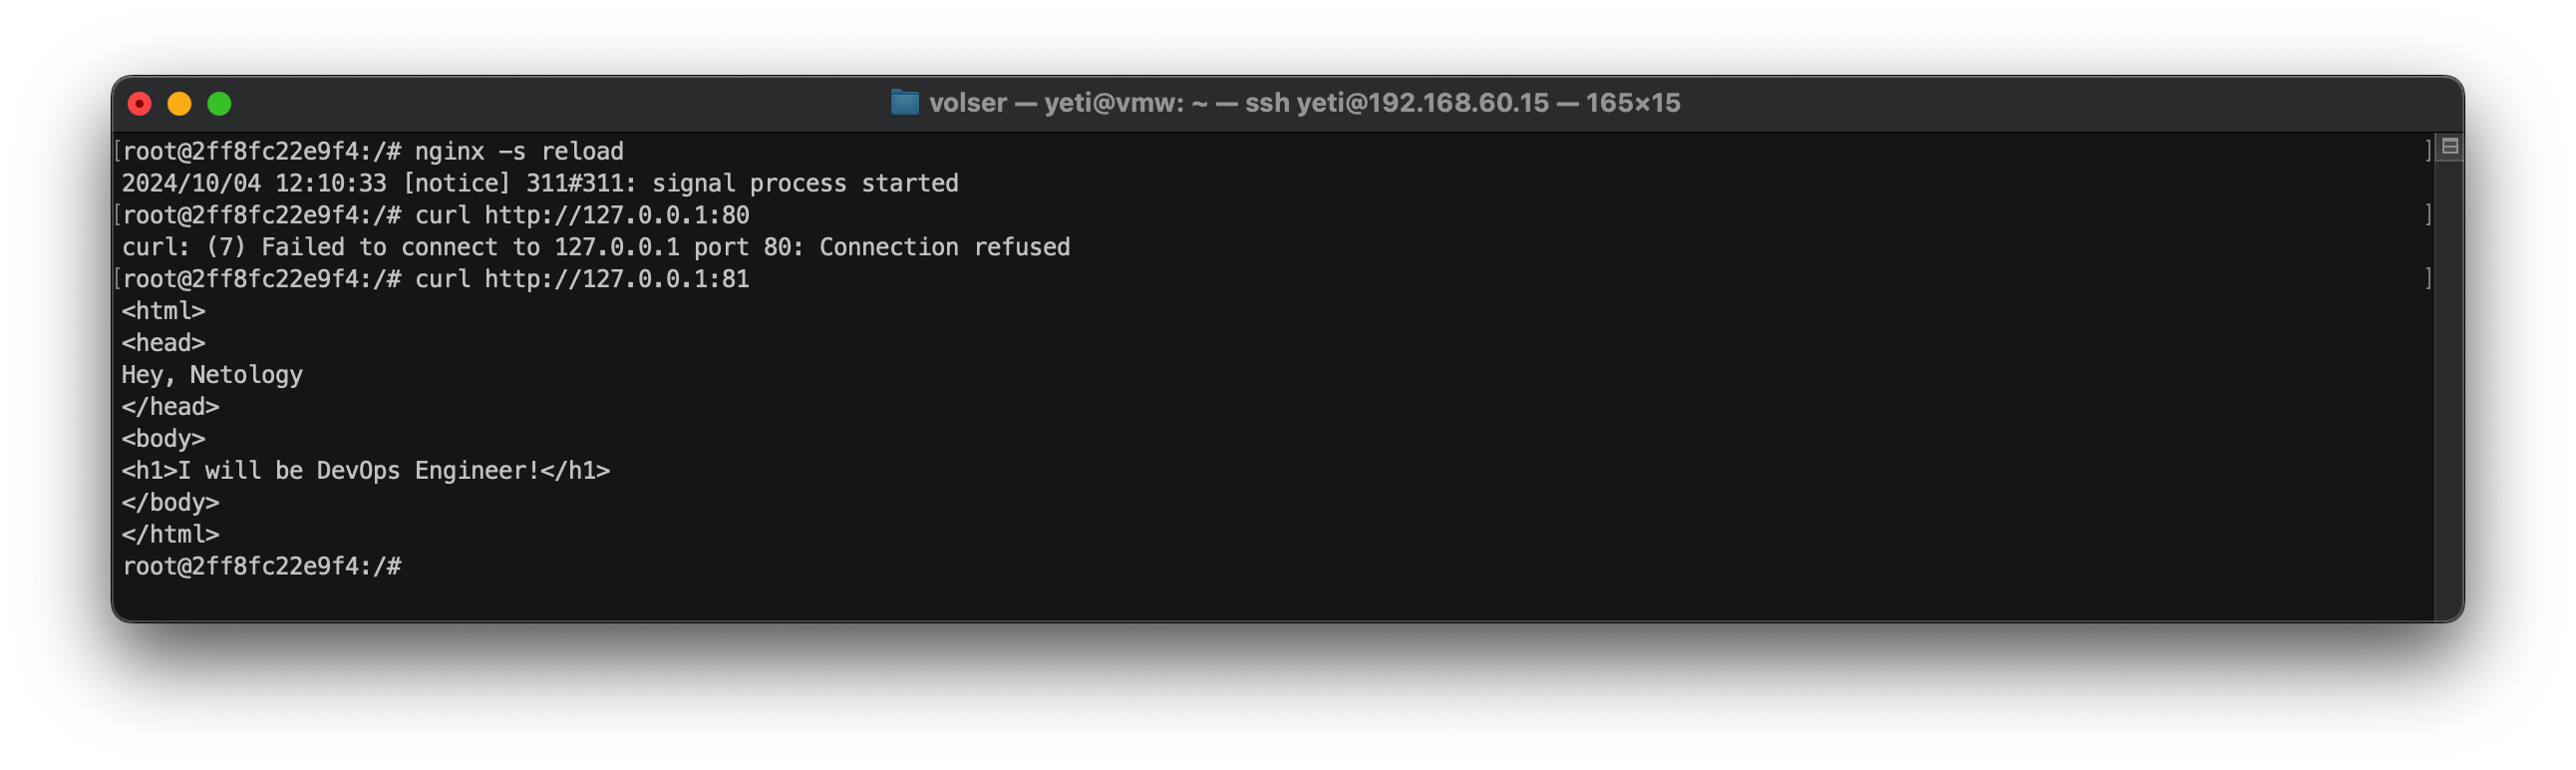 volser — yeti@vmw: ~ — ssh yeti@192.168.60.15 — 165×15
[root@2ff8fc22e9f4:/# nginx -s reload ]
2024/10/04 12:10:33 [notice] 311#311: signal process started
[root@2ff8fc22e9f4:/# curl http://127.0.0.1:80 ]
curl: (7) Failed to connect to 127.0.0.1 port 80: Connection refused
[root@2ff8fc22e9f4:/# curl http://127.0.0.1:81 ]
<html>
<head>
Hey, Netology
</head>
<body>
<h1>I will be DevOps Engineer!</h1>
</body>
</html>
root@2ff8fc22e9f4:/#